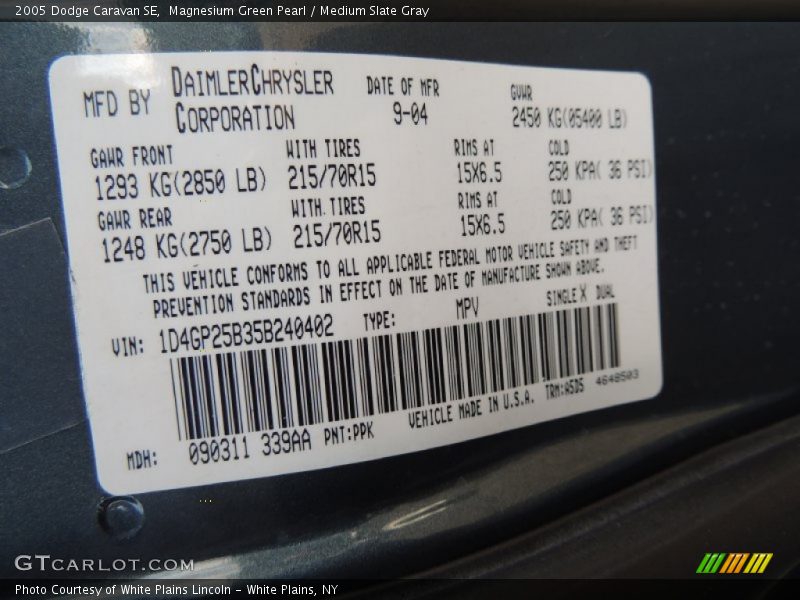 2005 Dodge Caravan SE,  Magnesium Green Pearl / Medium Slate Gray
MFD BY DAIMLERCHRYSLER CORPORATION
DATE OF MFR 9-04
GVWR 2450 KG(05400 LB)
GAWR FRONT WITH TIRES RIMS AT COLD
1293 KG(2850 LB) 215/70R15 15X6.5 250 KPA( 36 PSI)
GAWR REAR WITH TIRES RIMS AT COLD
1248 KG(2750 LB) 215/70R15 15X6.5 250 KPA( 36 PSI)
THIS VEHICLE CONFORMS TO ALL APPLICABLE FEDERAL MOTOR VEHICLE SAFETY AND THEFT
PREVENTION STANDARDS IN EFFECT ON THE DATE OF MANUFACTURE SHOWN ABOVE.
VIN: 1D4GP25B35B240402 TYPE: MPV SINGLE X DUAL
MDH: 090311 339AA PNT:PPK VEHICLE MADE IN U.S.A. TRM:A5D5 4648503
GTCARLOT.COM
Photo Courtesy of White Plains Lincoln - White Plains, NY